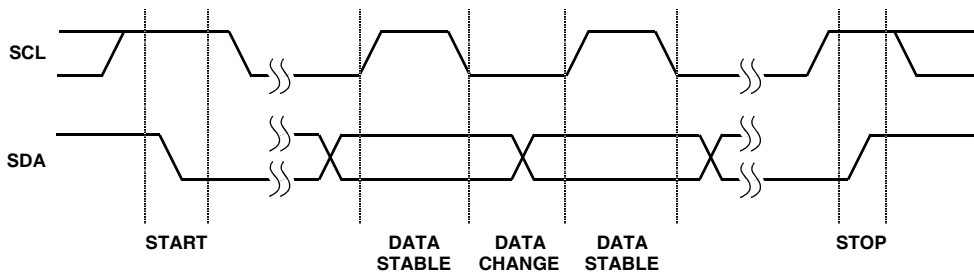 SCL
SDA
START
DATA
STABLE
DATA
CHANGE
DATA
STABLE
STOP